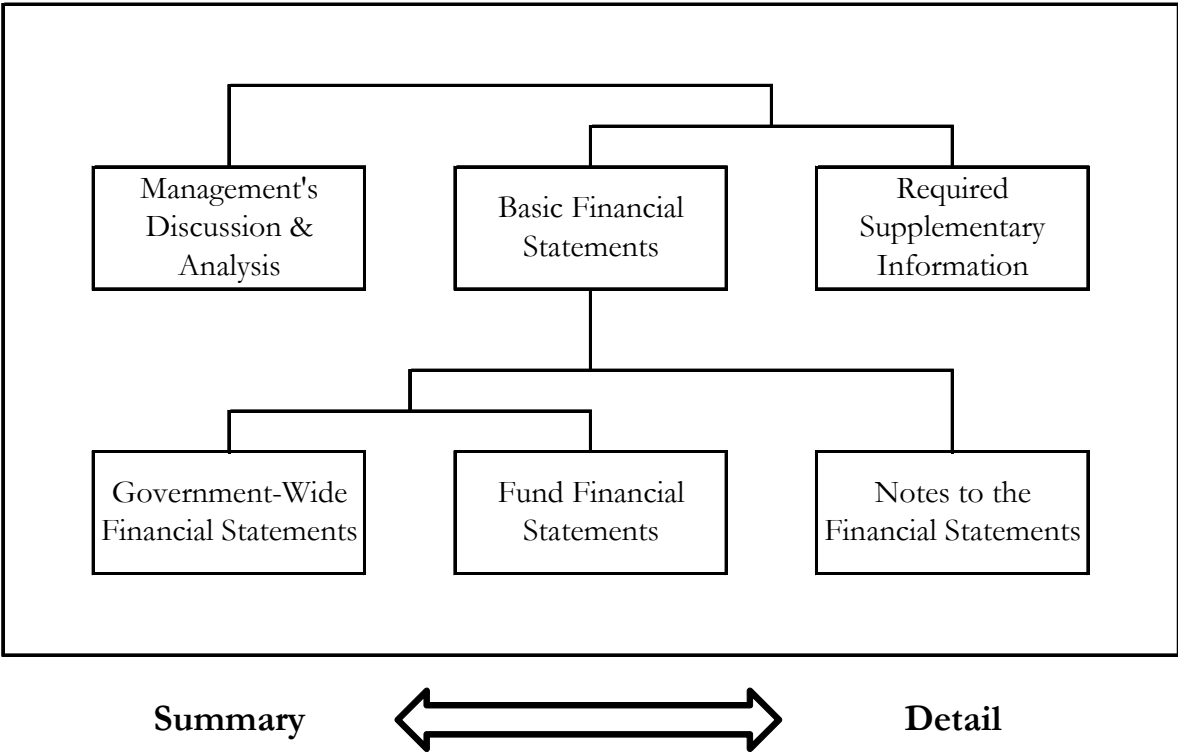 Management's
Discussion &
Analysis
Basic Financial
Statements
Required
Supplementary
Information
Government-Wide
Financial Statements
Fund Financial
Statements
Notes to the
Financial Statements
Summary
Detail